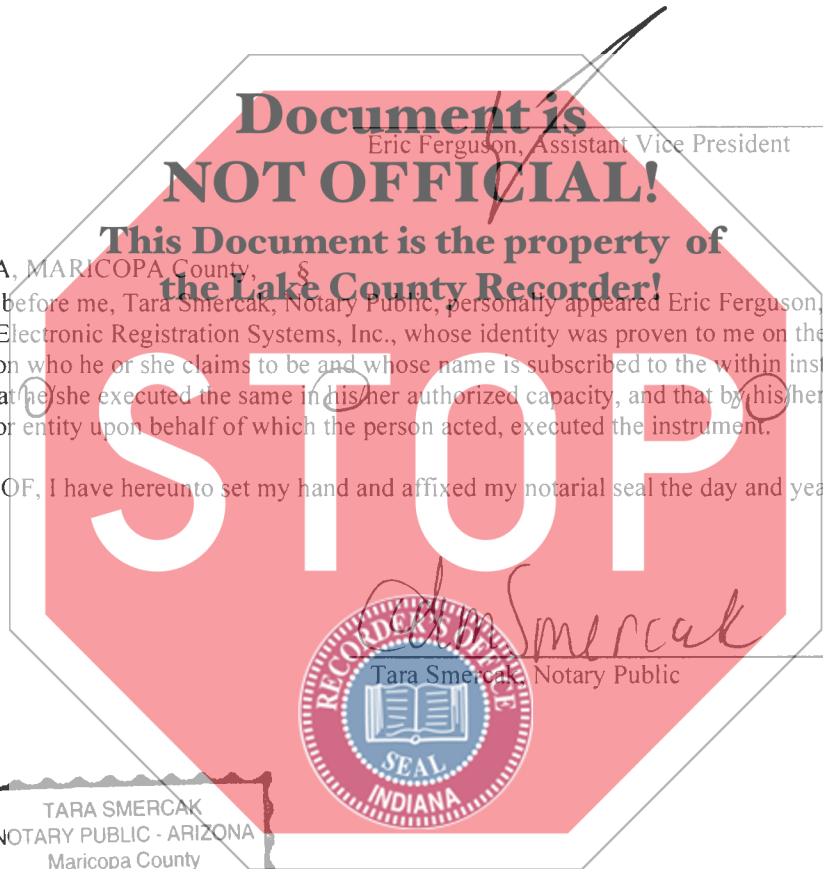 Document is
Eric Ferguson, Assistant Vice President
NOT OFFICIAL!
This Document is the property of
A, MARICOPA County, §
the Lake County Recorder!
before me, Tara Smercak, Notary Public, personally appeared Eric Ferguson,
Electronic Registration Systems, Inc., whose identity was proven to me on the
on who he or she claims to be and whose name is subscribed to the within inst
at he/she executed the same in his/her authorized capacity, and that by his/her
or entity upon behalf of which the person acted, executed the instrument.
STOP
OF, I have hereunto set my hand and affixed my notarial seal the day and yea
Smercak
Tara Smercak, Notary Public
RECORDER'S OFFICE
SEAL
INDIANA
TARA SMERCAK
NOTARY PUBLIC - ARIZONA
Maricopa County